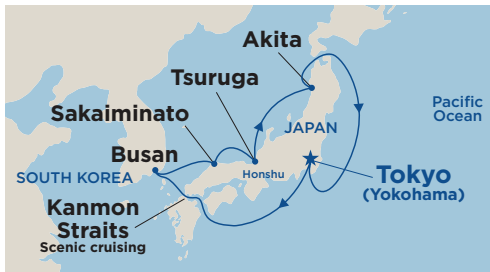 Akita
Tsuruga
Pacific
Ocean
Sakaiminato
JAPAN
Busan
Honshu
Tokyo
(Yokohama)
SOUTH KOREA
Kanmon
Straits
Scenic cruising